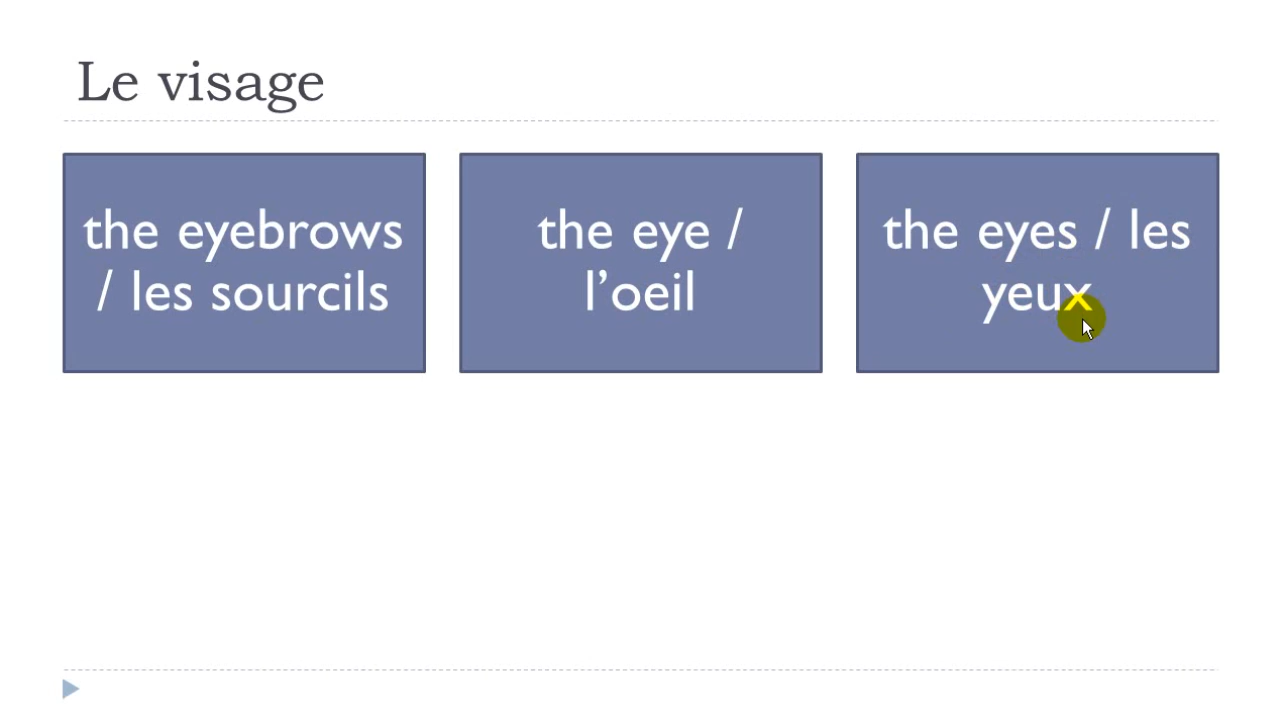 Le visage
the eyebrows
/ les sourcils
the eye /
l’oeil
the eyes / les
yeux